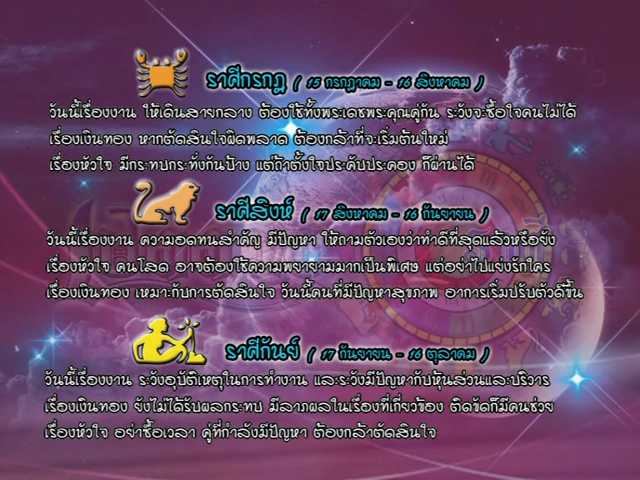 ราศีกรกฎ ( 15 กรกฎาคม - 16 สิงหาคม )
วันนี้เรื่องงาน ให้เดินสายกลาง ต้องใช้ทั้งพระเดชพระคุณคู่กัน ระวังจะซื้อใจคนไม่ได้
เรื่องเงินทอง หากตัดสินใจผิดพลาด ต้องกล้าที่จะเริ่มต้นใหม่
เรื่องหัวใจ มีกระทบกระทั่งกันบ้าง แต่ถ้าตั้งใจประคับประคอง ก็ผ่านได้
ราศีสิงห์ ( 17 สิงหาคม - 16 กันยายน )
วันนี้เรื่องงาน ความอดทนสำคัญ มีปัญหา ให้ถามตัวเองว่าทำดีที่สุดแล้วหรือยัง
เรื่องหัวใจ คนโสด อาจต้องใช้ความพยายามมากเป็นพิเศษ แต่อย่าไปแย่งรักใคร
เรื่องเงินทอง เหมาะกับการตัดสินใจ วันนี้คนที่มีปัญหาสุขภาพ อาการเริ่มปรับตัวดีขึ้น
ราศีกันย์ ( 17 กันยายน - 16 ตุลาคม )
วันนี้เรื่องงาน ระวังอุบัติเหตุในการทำงาน และระวังมีปัญหากับหุ้นส่วนและบริวาร
เรื่องเงินทอง ยังไม่ได้รับผลกระทบ มีลาภผลในเรื่องที่เกี่ยวข้อง ติดขัดก็มีคนช่วย
เรื่องหัวใจ อย่าซื้อเวลา คู่ที่กำลังมีปัญหา ต้องกล้าตัดสินใจ